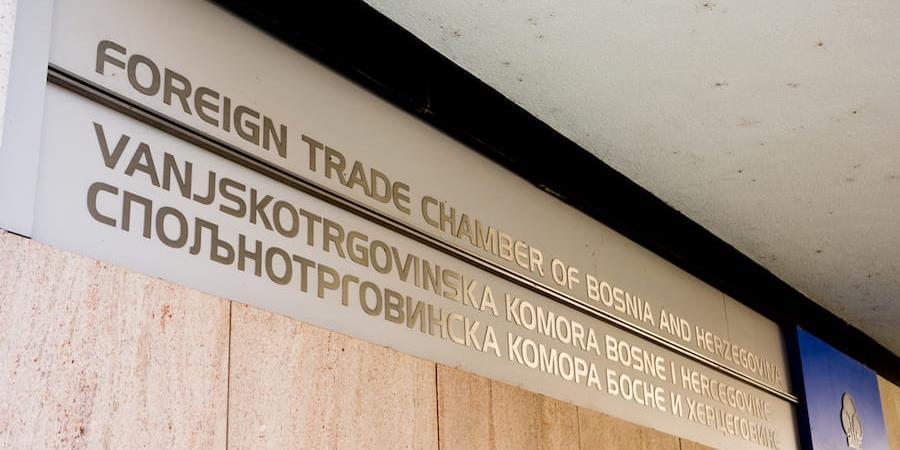 FOREIGN TRADE CHAMBER OF BOSNIA AND HERZEGOVINA
VANJSKOTRGOVINSKA KOMORA BOSNE I HERCEGOVINE
СПОЉНОТРГОВИНСКА КОМОРА БОСНЕ И ХЕРЦЕГОВИНЕ